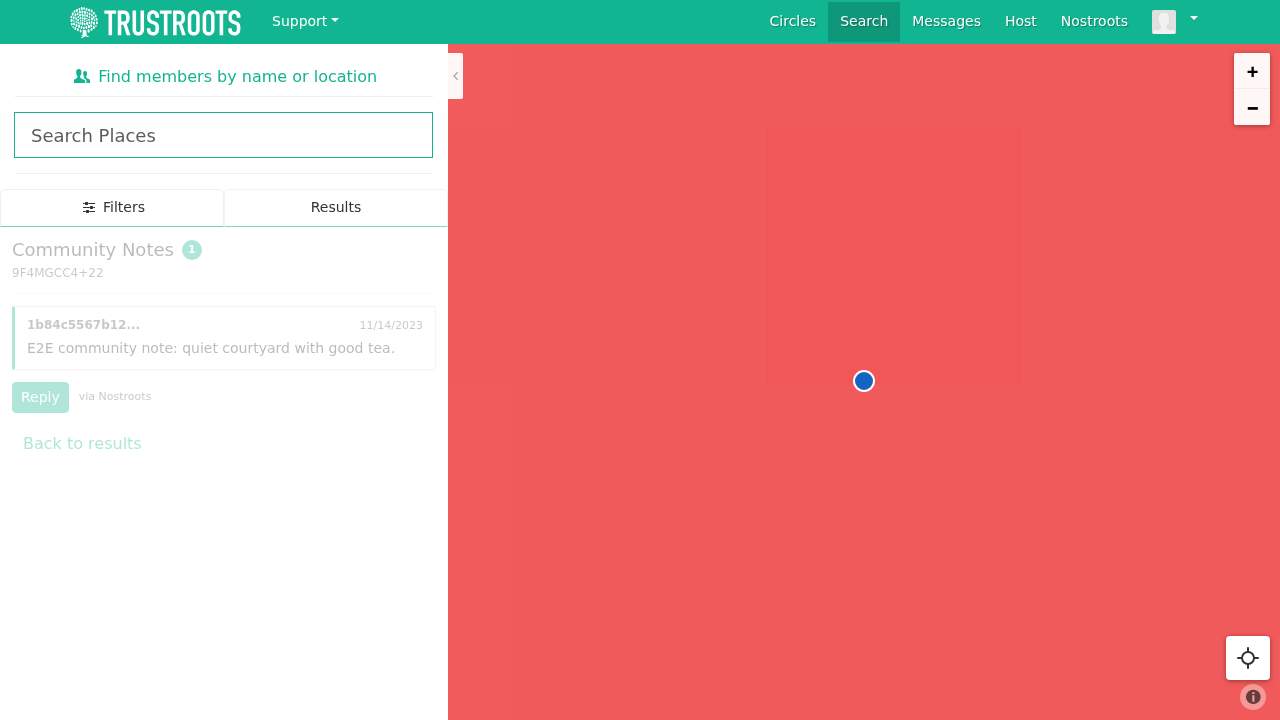 TRUSTROOTS
Support
Circles
Search
Messages
Host
Nostroots
Find members by name or location
Search Places
Filters
Results
Community Notes 1
9F4MGCC4+22
1b84c5567b12...
11/14/2023
E2E community note: quiet courtyard with good tea.
Reply
via Nostroots
Back to results
+
−